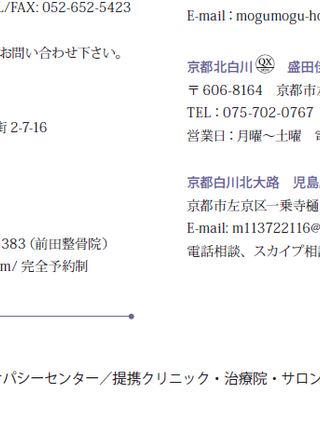 L/FAX: 052-652-5423
お問い合わせ下さい。
街 2-7-16
383（前田整骨院）
m/ 完全予約制
E-mail：mogumogu-ho
京都北白川 QX 盛田
〒606-8164　京都市
TEL：075-702-0767
営業日：月曜〜土曜
京都白川北大路　児島
京都市左京区一乗寺樋
E-mail: m113722116@
電話相談、スカイプ相
パシーセンター／提携クリニック・治療院・サロン